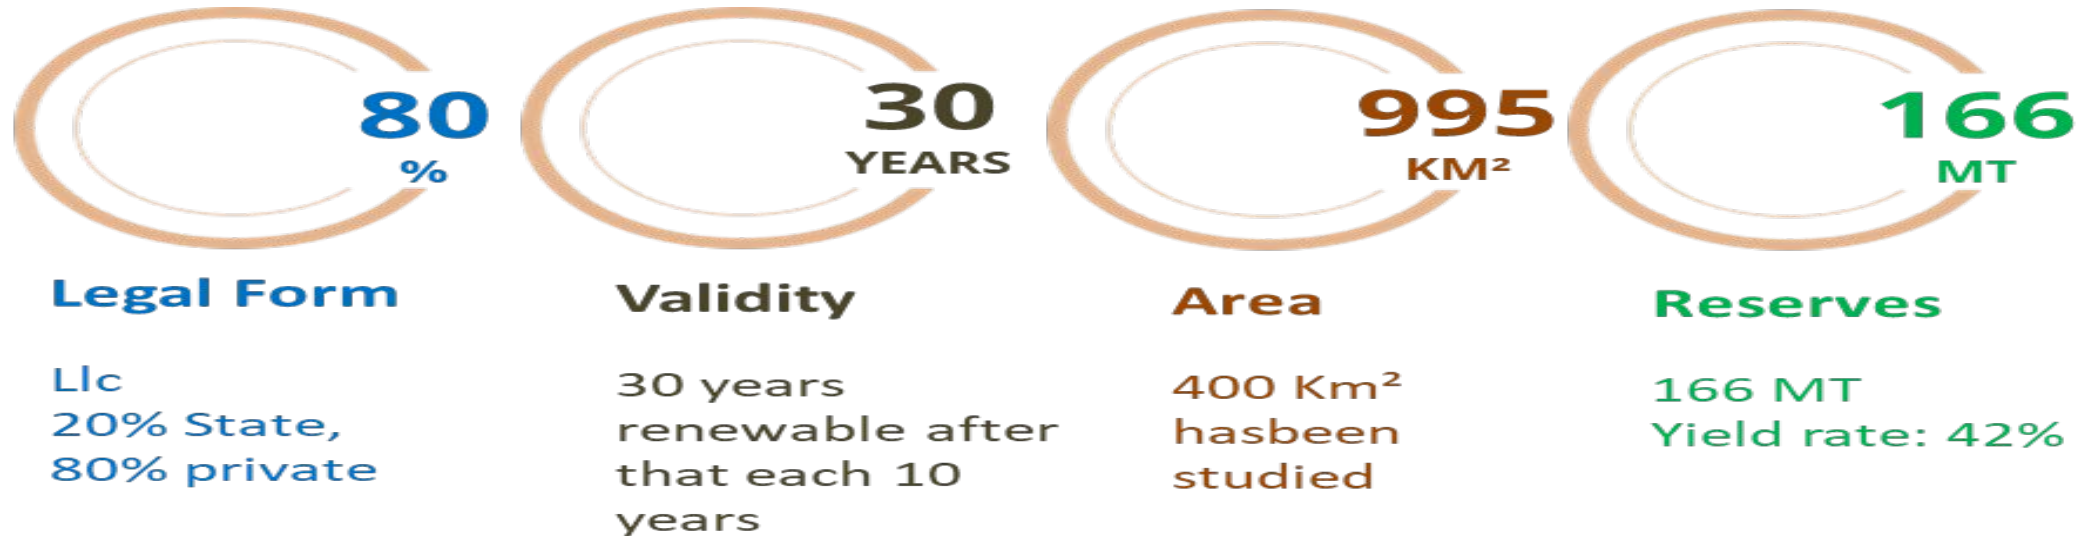 80
%
Legal Form
Llc
20% State,
80% private
30
YEARS
Validity
30 years
renewable after
that each 10
years
995
KM²
Area
400 Km²
hasbeen
studied
166
MT
Reserves
166 MT
Yield rate: 42%